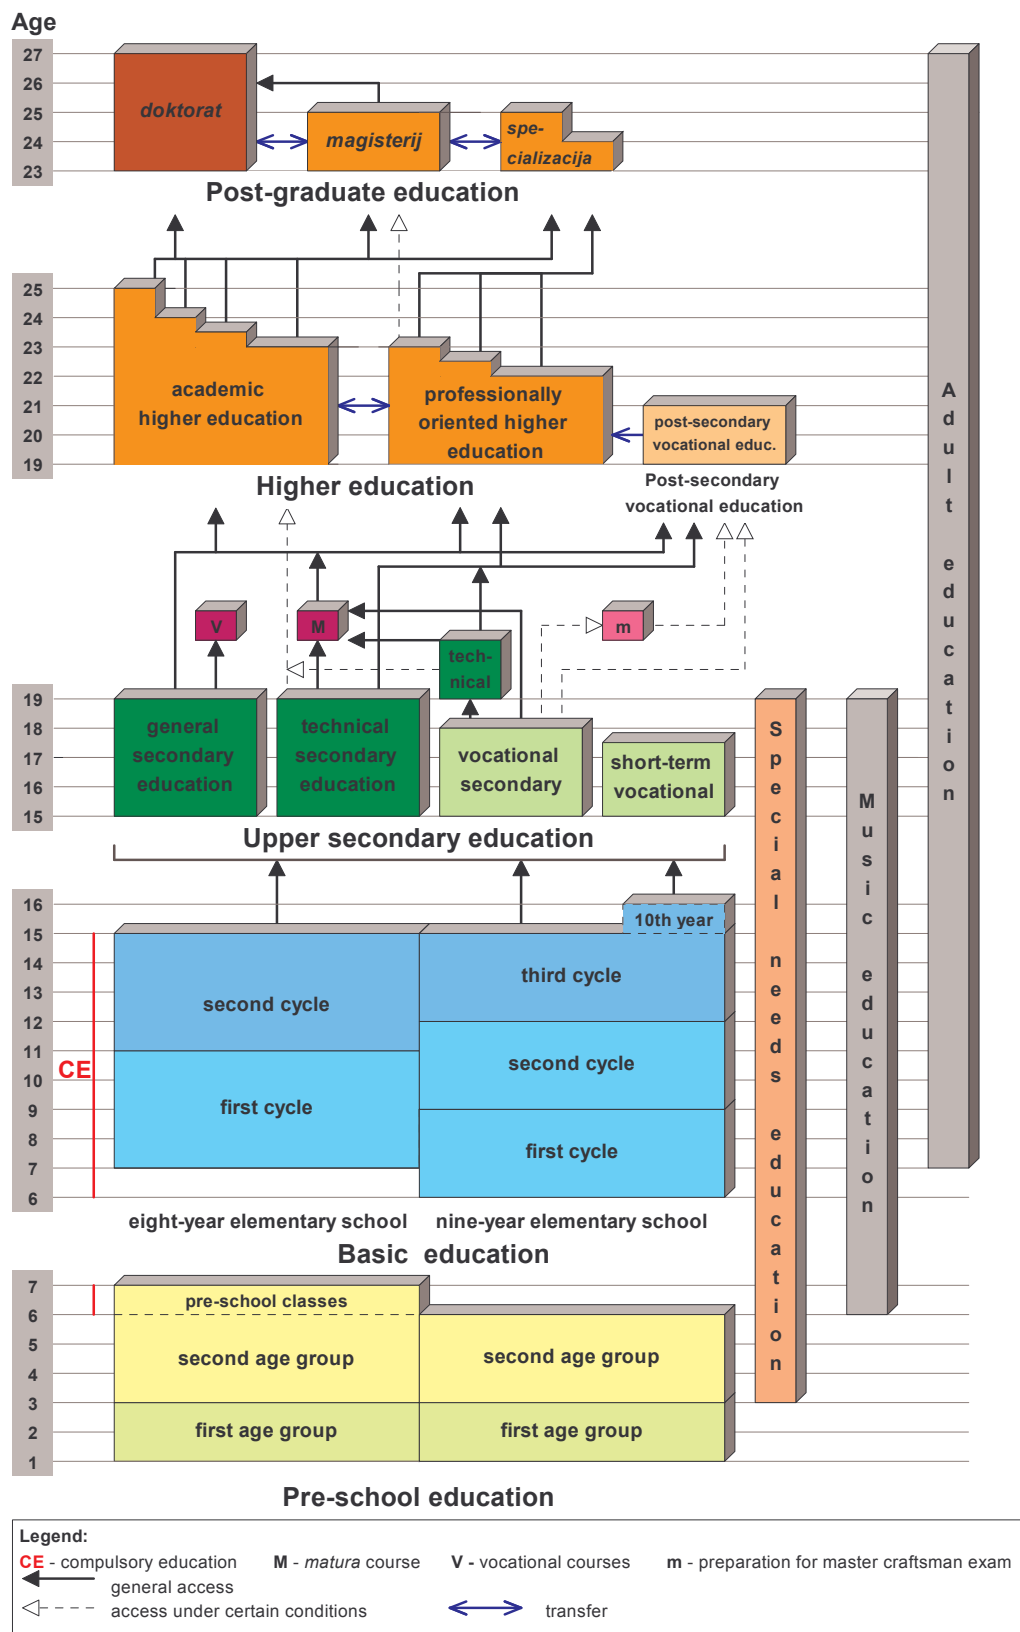 Age
27
26
25
24
23
doktorat
magisterij
spe-
cializacija
Post-graduate education
25
24
23
22
21
20
19
academic
higher education
professionally
oriented higher
education
post-secondary
vocational educ.
Higher education
Post-secondary
vocational education
V
M
m
tech-
nical
19
18
17
16
15
general
secondary
education
technical
secondary
education
vocational
secondary
short-term
vocational
Upper secondary education
16
15
14
13
12
11
10
9
8
7
6
CE
10th year
second cycle
third cycle
second cycle
first cycle
first cycle
eight-year elementary school
nine-year elementary school
Basic education
7
6
5
4
3
2
1
pre-school classes
second age group
second age group
first age group
first age group
Pre-school education
Special needs education
Music education
Adult education
Legend:
CE - compulsory education M - matura course V - vocational courses m - preparation for master craftsman exam
general access
access under certain conditions transfer